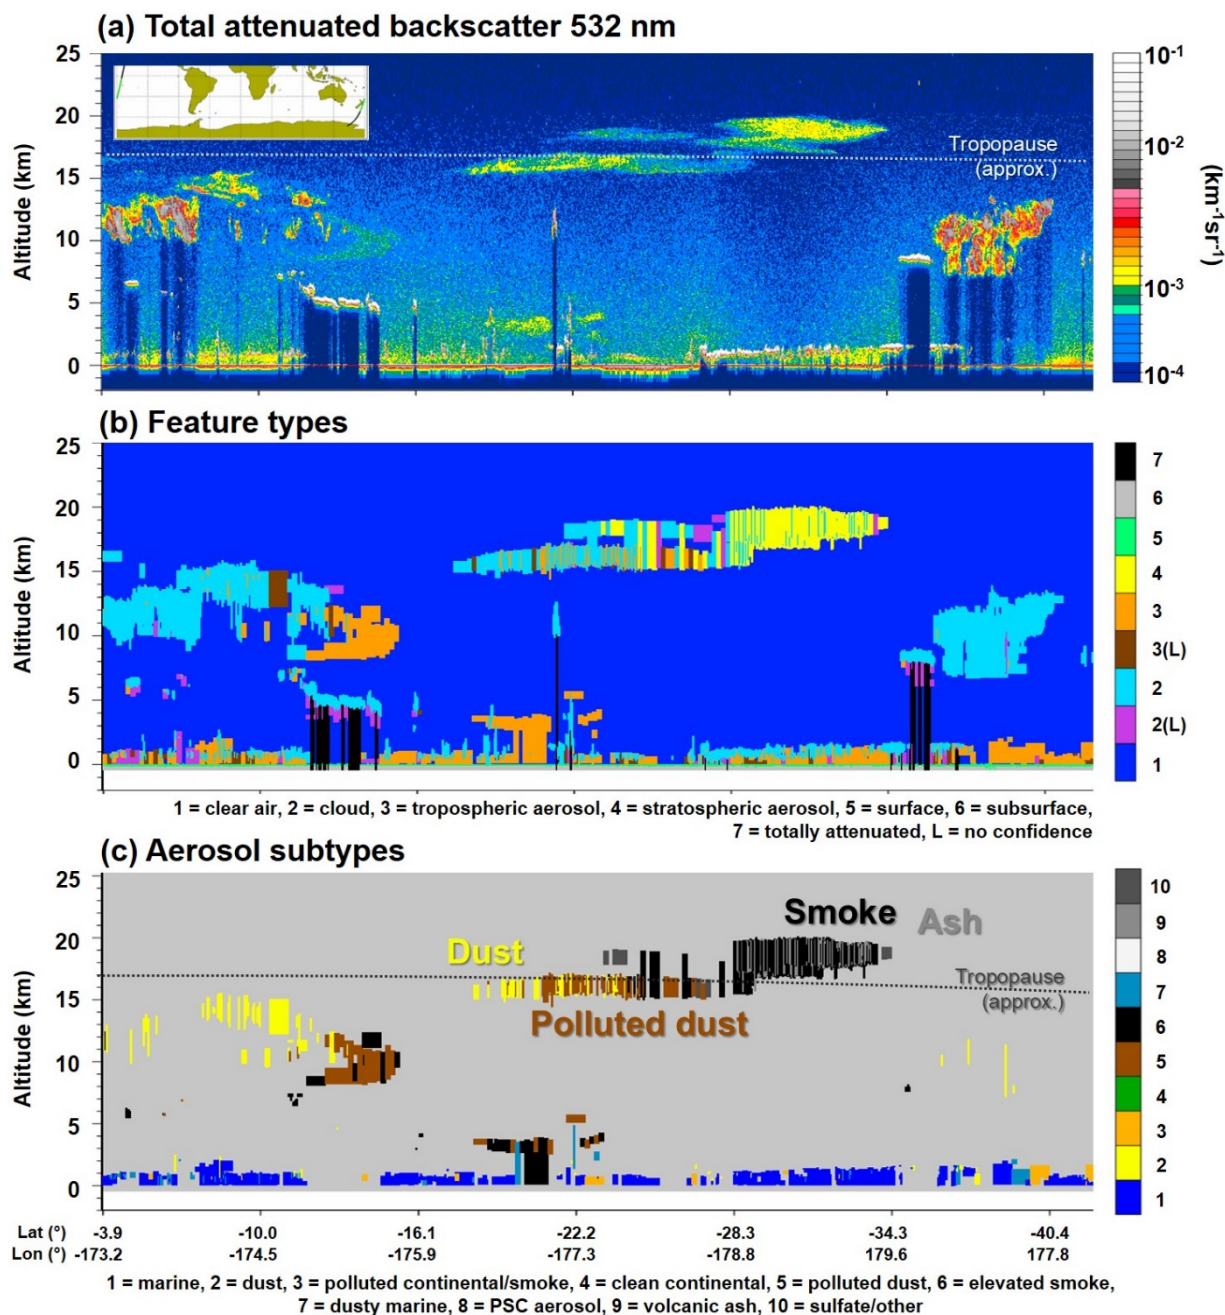 (a) Total attenuated backscatter 532 nm
25
20
15
10
5
0
Altitude (km)
Tropopause
(approx.)
10-1
10-2
10-3
10-4
(km-1sr-1)
(b) Feature types
25
20
15
10
5
0
Altitude (km)
7
6
5
4
3
3(L)
2
2(L)
1
1 = clear air, 2 = cloud, 3 = tropospheric aerosol, 4 = stratospheric aerosol, 5 = surface, 6 = subsurface,
7 = totally attenuated, L = no confidence
(c) Aerosol subtypes
25
20
15
10
5
0
Altitude (km)
Smoke
Ash
Dust
Polluted dust
Tropopause
(approx.)
10
9
8
7
6
5
4
3
2
1
Lat (°) -3.9 -10.0 -16.1 -22.2 -28.3 -34.3 -40.4
Lon (°) -173.2 -174.5 -175.9 -177.3 -178.8 179.6 177.8
1 = marine, 2 = dust, 3 = polluted continental/smoke, 4 = clean continental, 5 = polluted dust, 6 = elevated smoke,
7 = dusty marine, 8 = PSC aerosol, 9 = volcanic ash, 10 = sulfate/other